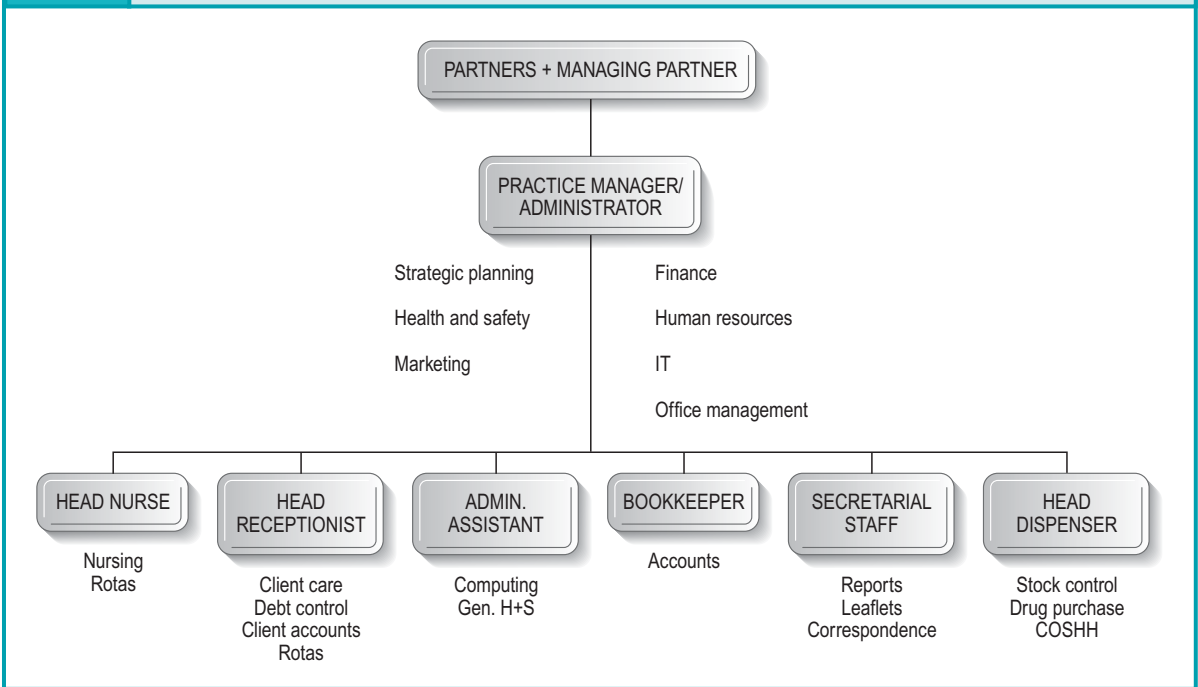 PARTNERS + MANAGING PARTNER
PRACTICE MANAGER/
ADMINISTRATOR
Strategic planning
Health and safety
Marketing
Finance
Human resources
IT
Office management
HEAD NURSE
Nursing
Rotas
HEAD
RECEPTIONIST
Client care
Debt control
Client accounts
Rotas
ADMIN.
ASSISTANT
Computing
Gen. H+S
BOOKKEEPER
Accounts
SECRETARIAL
STAFF
Reports
Leaflets
Correspondence
HEAD
DISPENSER
Stock control
Drug purchase
COSHH